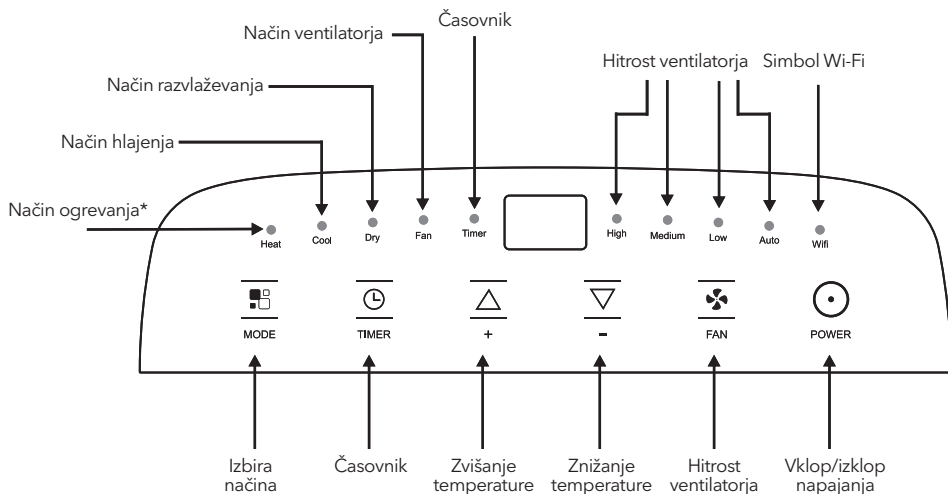 Časovnik
Način ventilatorja
Hitrost ventilatorja
Simbol Wi-Fi
Način razvlaževanja
Način hlajenja
Način ogrevanja*
Heat
Cool
Dry
Fan
Timer
High
Medium
Low
Auto
Wifi
MODE
TIMER
+
-
FAN
POWER
Izbira
načina
Časovnik
Zvišanje
temperature
Znižanje
temperature
Hitrost
ventilatorja
Vklop/izklop
napajanja